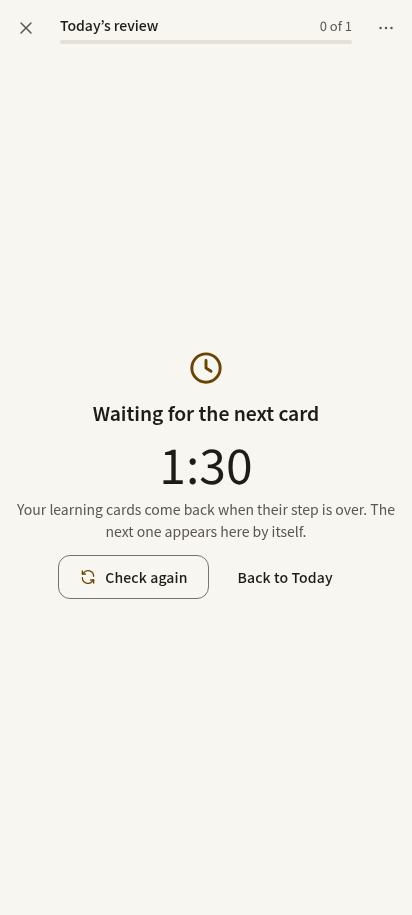 Today’s review
0 of 1
Waiting for the next card
1:30
Your learning cards come back when their step is over. The
next one appears here by itself.
Check again
Back to Today